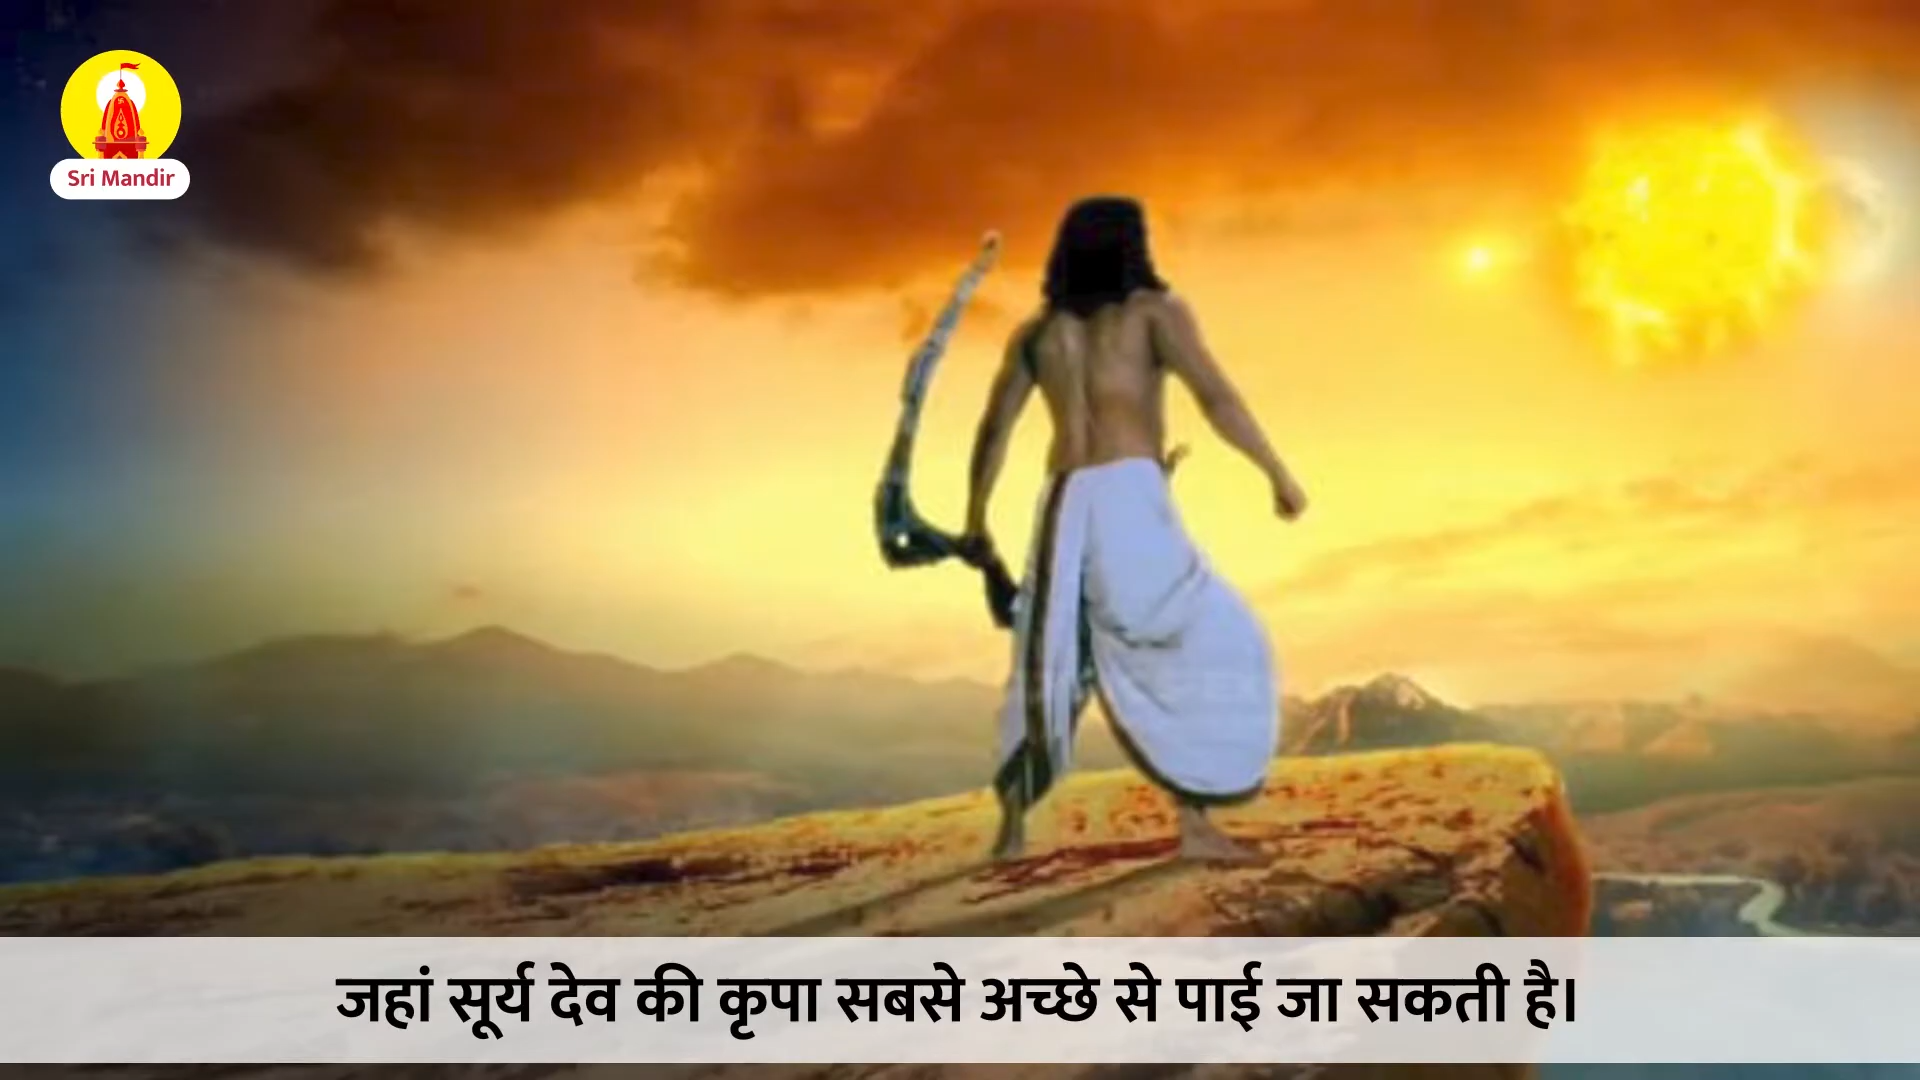 Sri Mandir
जहां सूर्य देव की कृपा सबसे अच्छे से पाई जा सकती है।